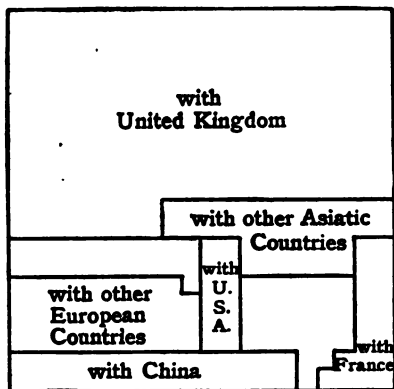 with
United Kingdom
with other Asiatic
Countries
with
U.
S.
A.
with other
European
Countries
with
France
with China